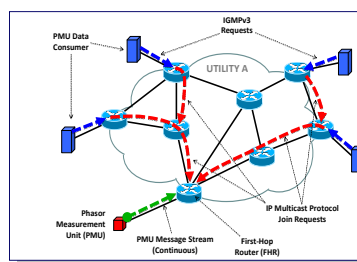 IGMPv3
Requests
PMU Data
Consumer
UTILITY A
IP Multicast Protocol
Join Requests
Phasor
Measurement
Unit (PMU)
PMU Message Stream
(Continuous)
First-Hop
Router (FHR)